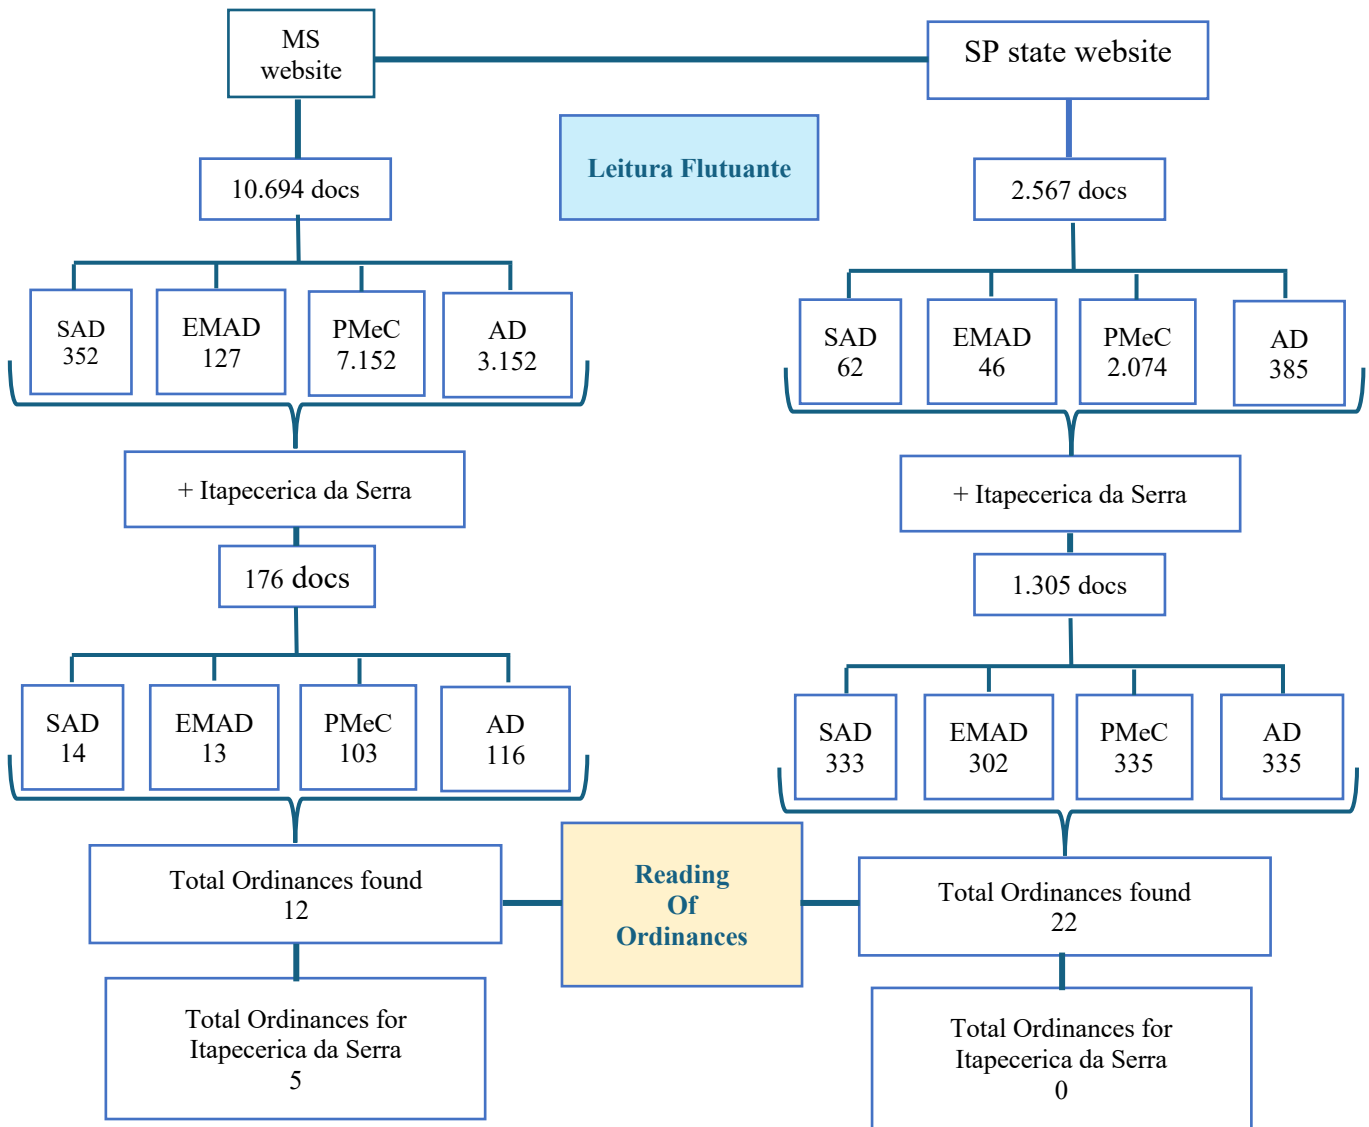 MS
website
SP state website
Leitura Flutuante
10.694 docs
2.567 docs
SAD
352
EMAD
127
PMeC
7.152
AD
3.152
SAD
62
EMAD
46
PMeC
2.074
AD
385
+ Itapecerica da Serra
+ Itapecerica da Serra
176 docs
1.305 docs
SAD
14
EMAD
13
PMeC
103
AD
116
SAD
333
EMAD
302
PMeC
335
AD
335
Total Ordinances found
12
Reading
Of
Ordinances
Total Ordinances found
22
Total Ordinances for
Itapecerica da Serra
5
Total Ordinances for
Itapecerica da Serra
0